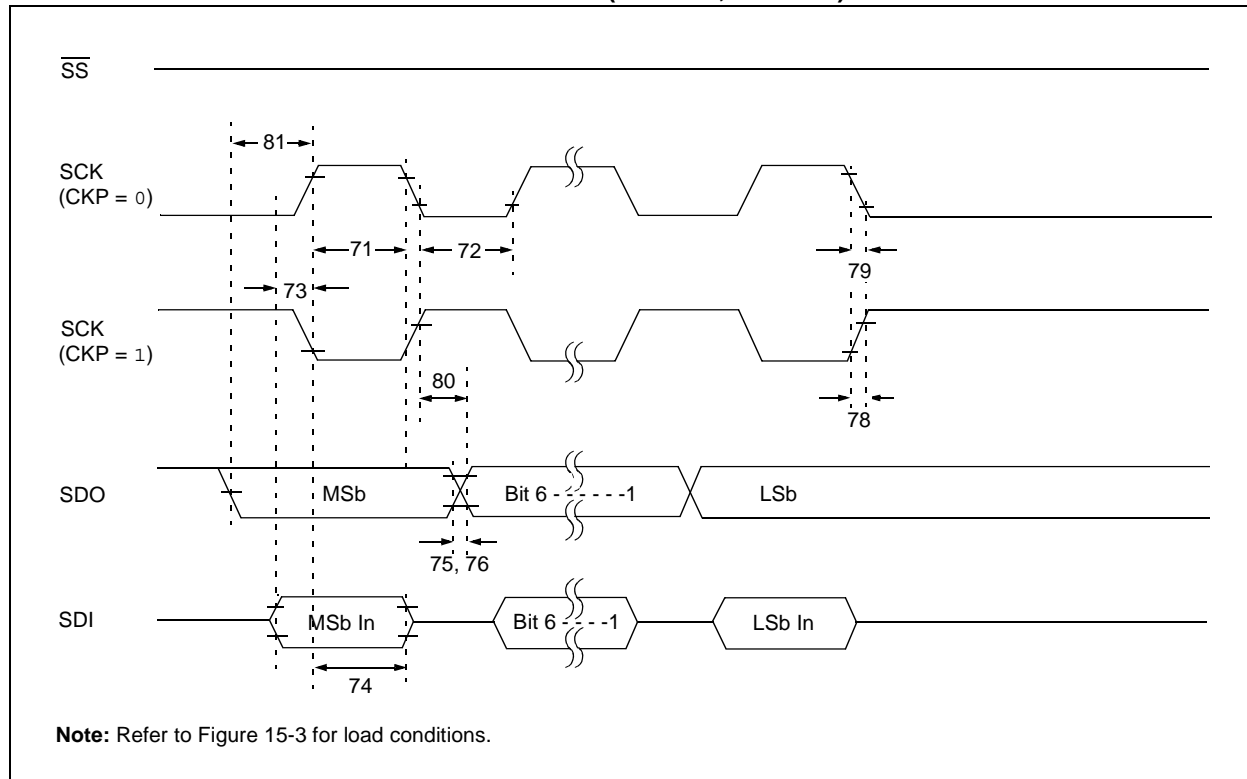 SS
81
SCK
(CKP = 0)
71
72
79
73
SCK
(CKP = 1)
80
78
SDO
MSb
Bit 6 - - - - - -1
LSb
75, 76
SDI
MSb In
Bit 6 - - - - -1
LSb In
74
Note: Refer to Figure 15-3 for load conditions.